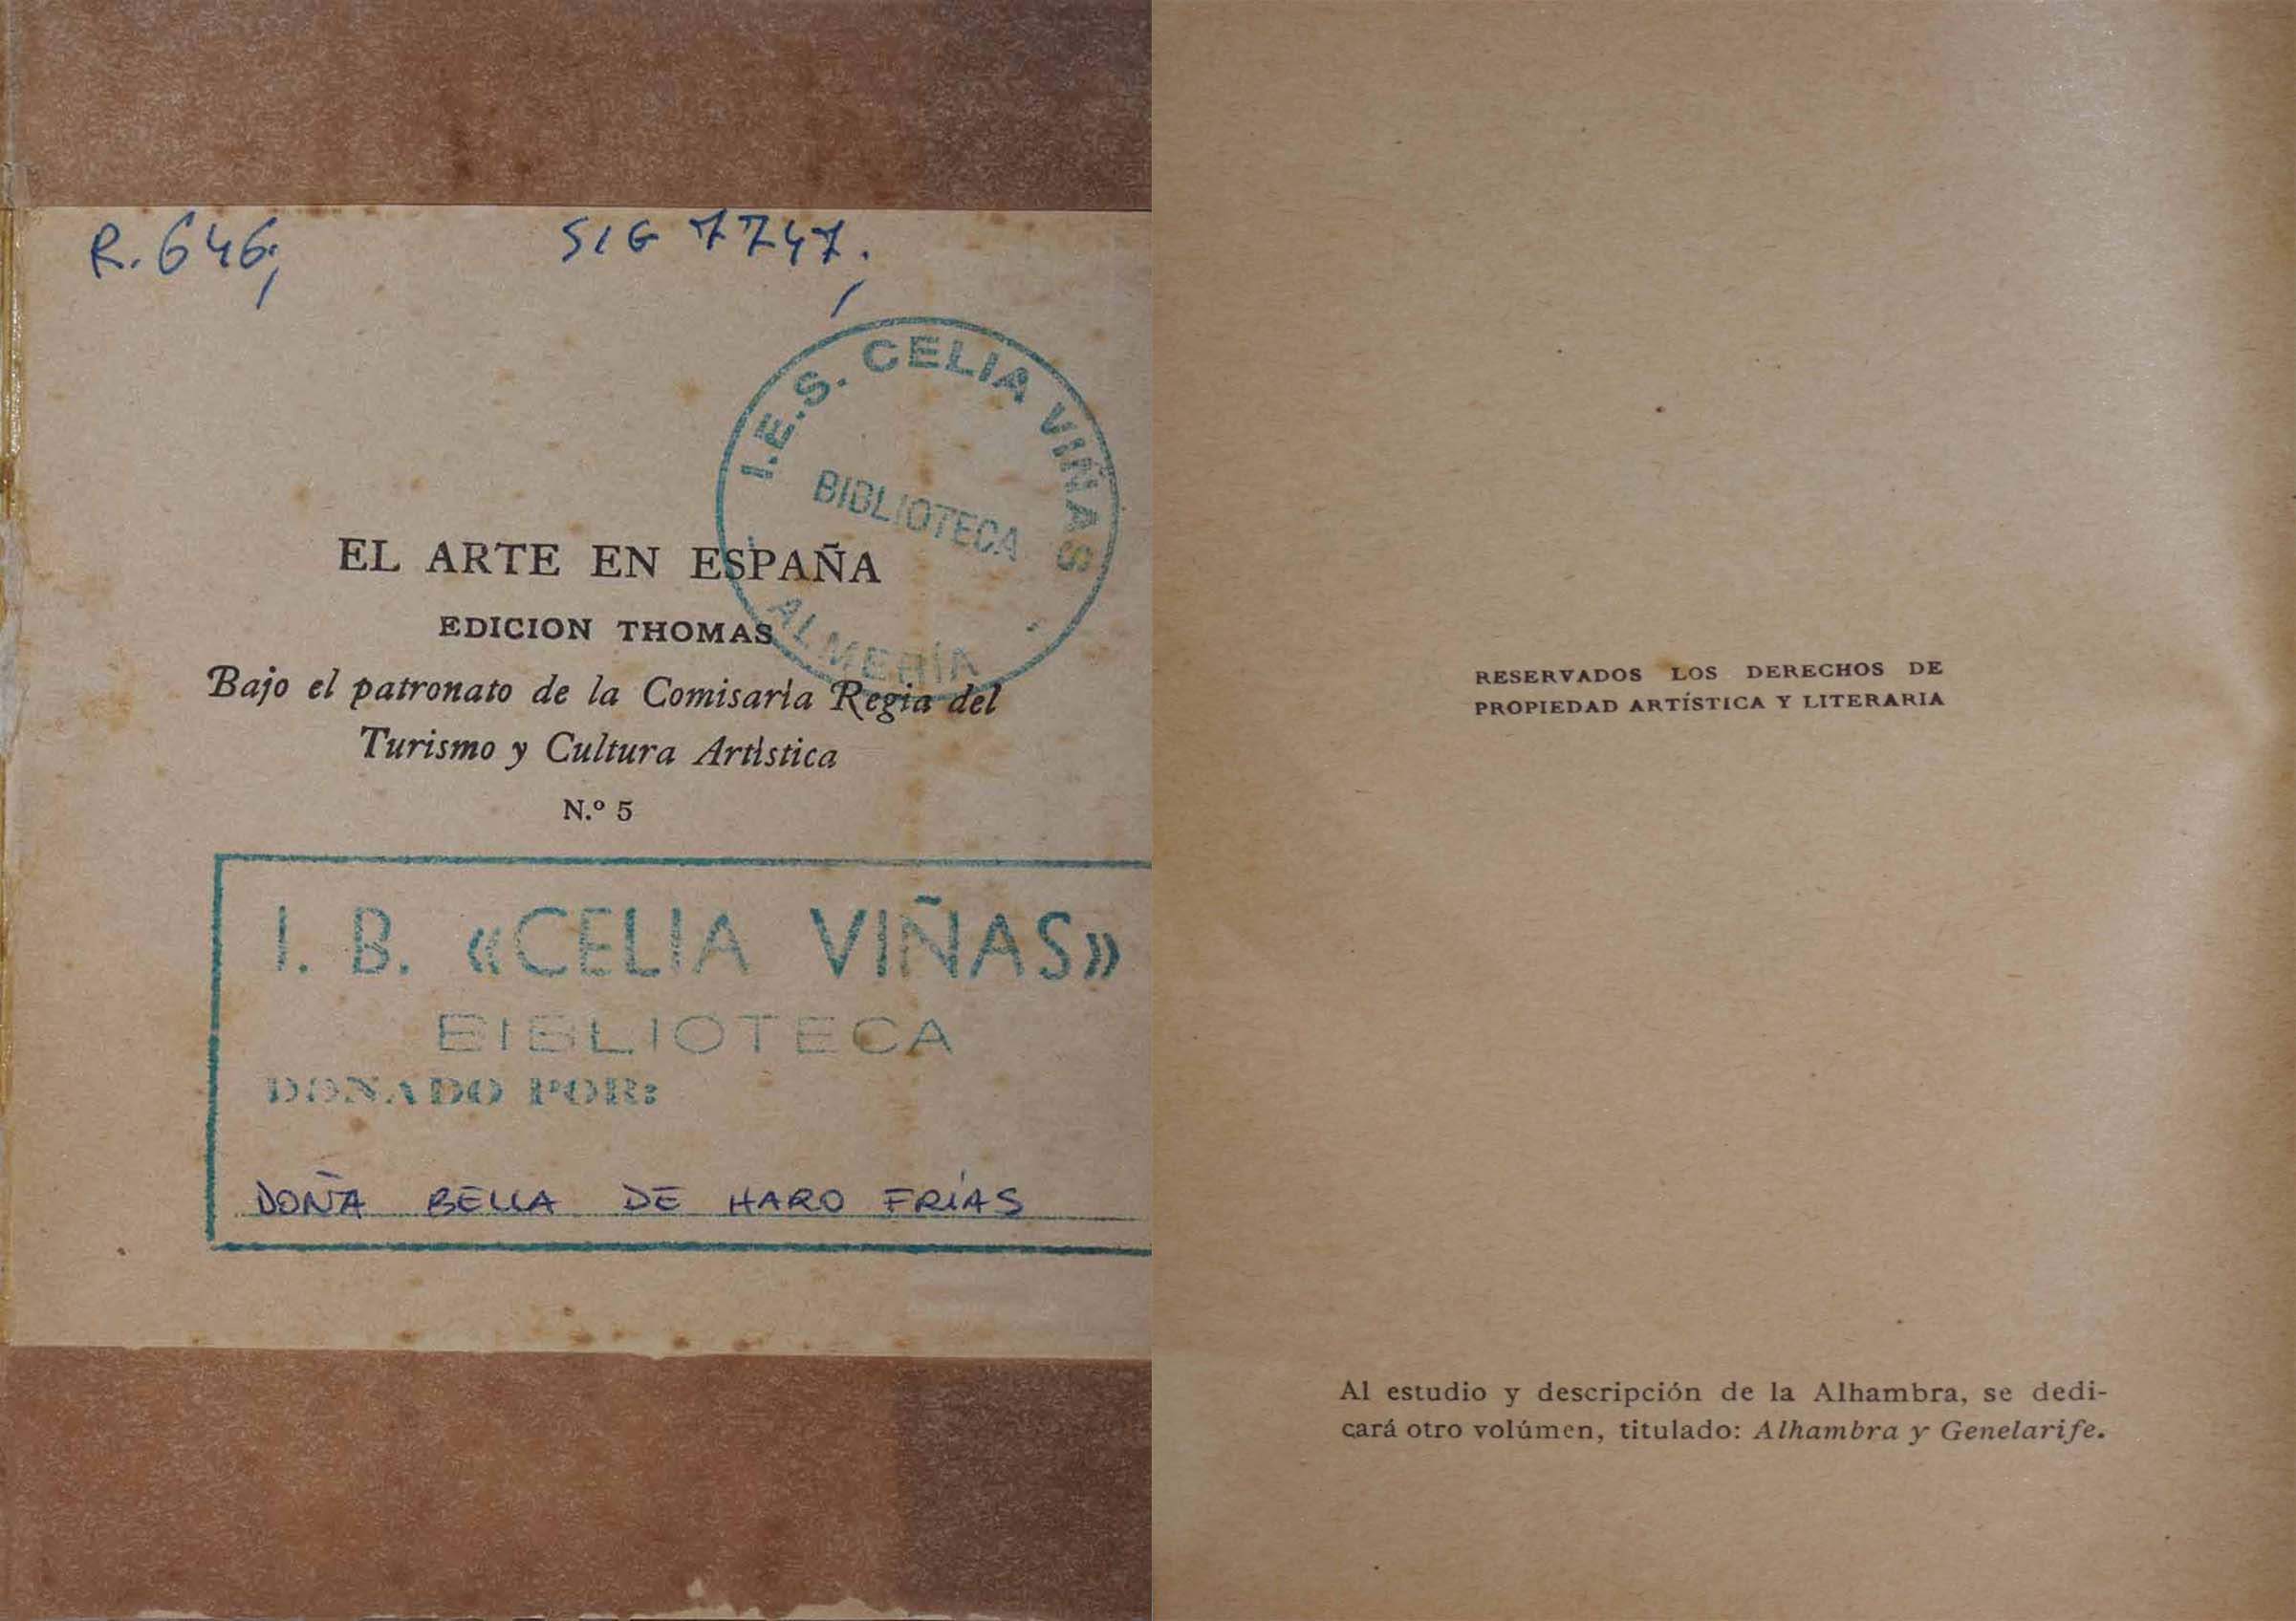 R. 646,
SIG 7747,
I.E.S. CELIA VIÑAS
BIBLIOTECA
ALMERÍA
EL ARTE EN ESPAÑA
EDICION THOMAS
Bajo el patronato de la Comisaría Regia del
Turismo y Cultura Artística
N.º 5
I. B. «CELIA VIÑAS»
BIBLIOTECA
DONADO POR:
DOÑA BELLA DE HARO FRÍAS
RESERVADOS LOS DERECHOS DE
PROPIEDAD ARTÍSTICA Y LITERARIA
Al estudio y descripción de la Alhambra, se dedi-
cará otro volúmen, titulado: Alhambra y Genelarife.